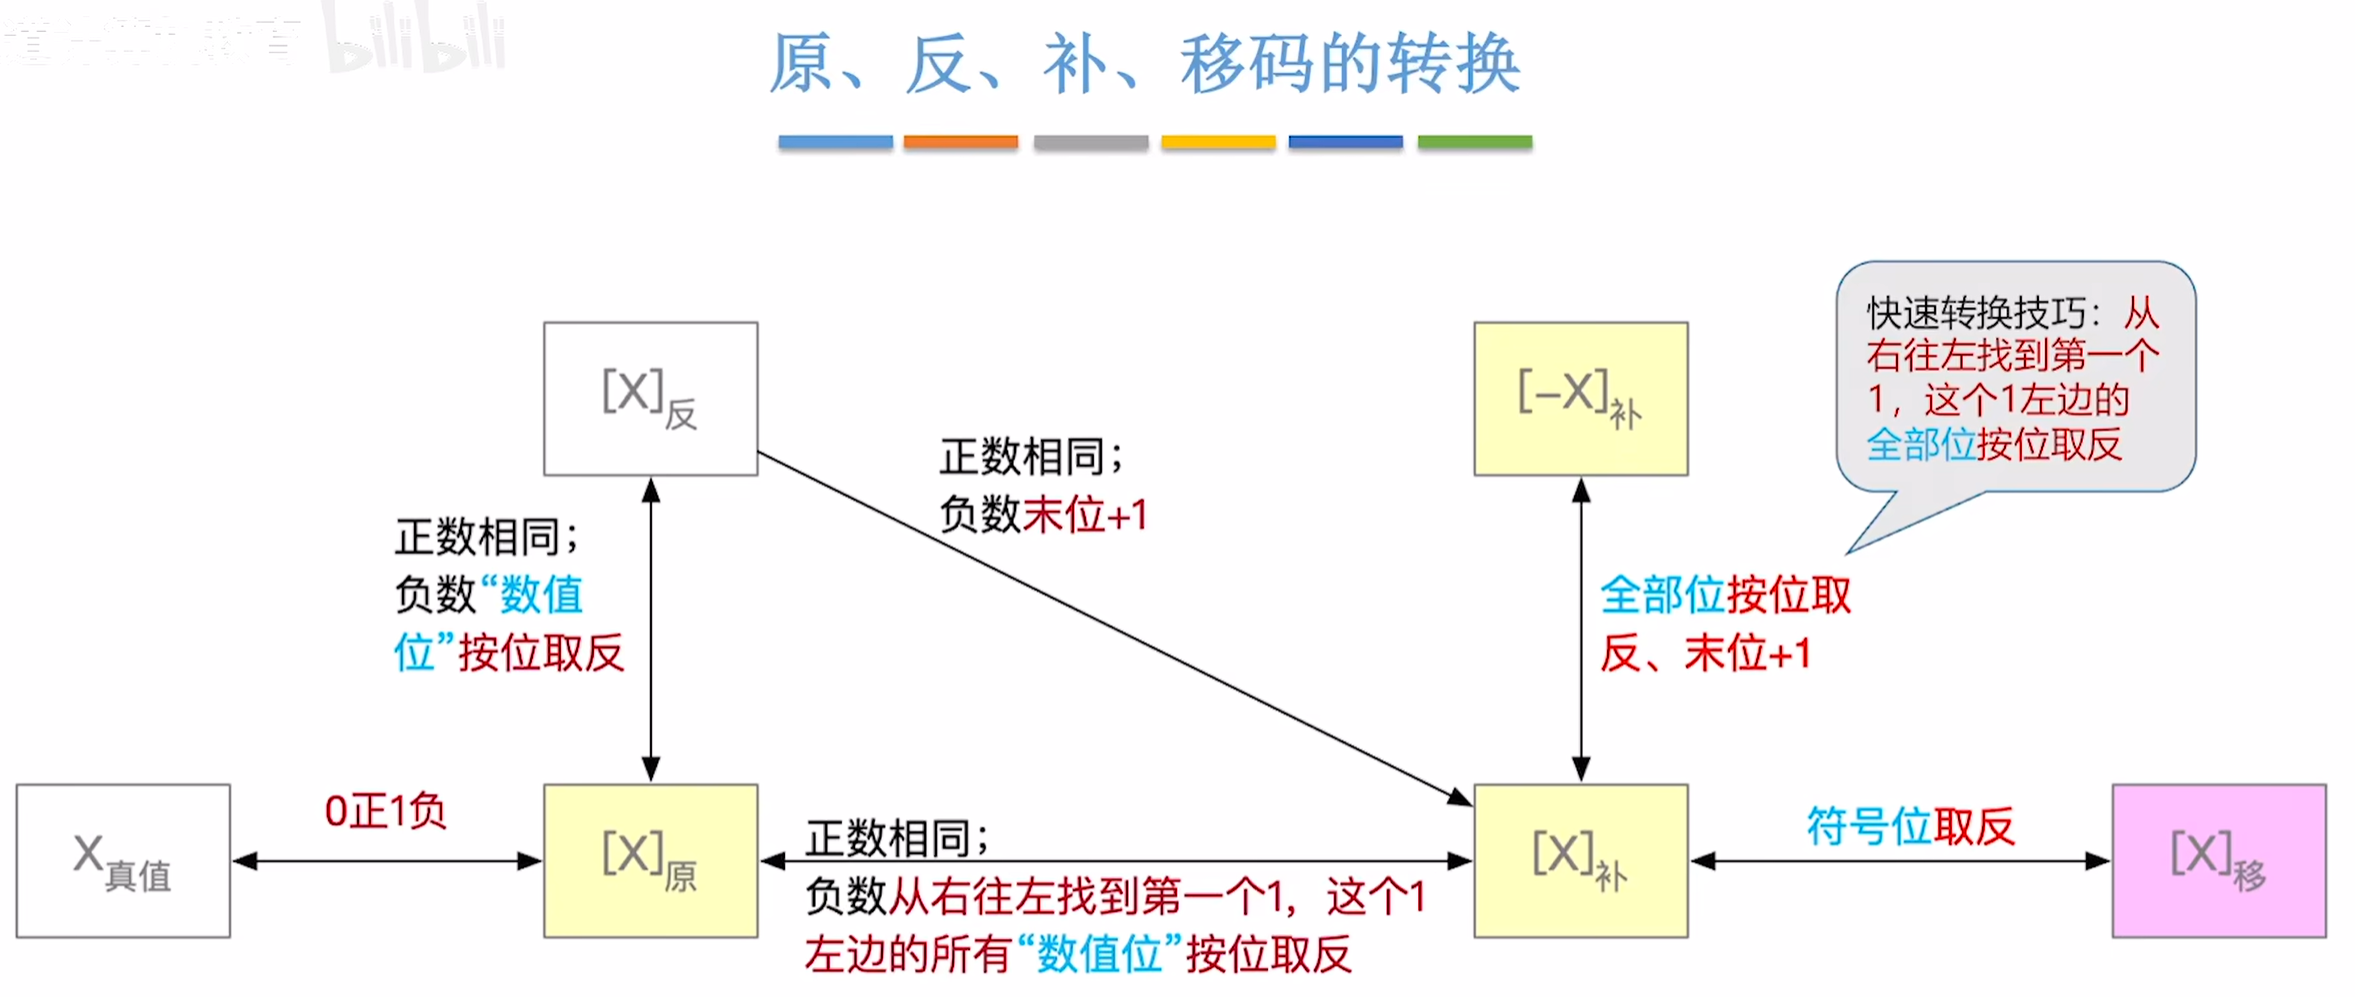 bilibili
原、反、补、移码的转换
快速转换技巧：从
右往左找到第一个
1，这个1左边的
全部位按位取反
[X]反
[-X]补
正数相同；
负数末位+1
正数相同；
负数“数值
位”按位取反
全部位按位取
反、末位+1
X真值
0正1负
[X]原
正数相同；
负数从右往左找到第一个1，这个1
左边的所有“数值位”按位取反
[X]补
符号位取反
[X]移